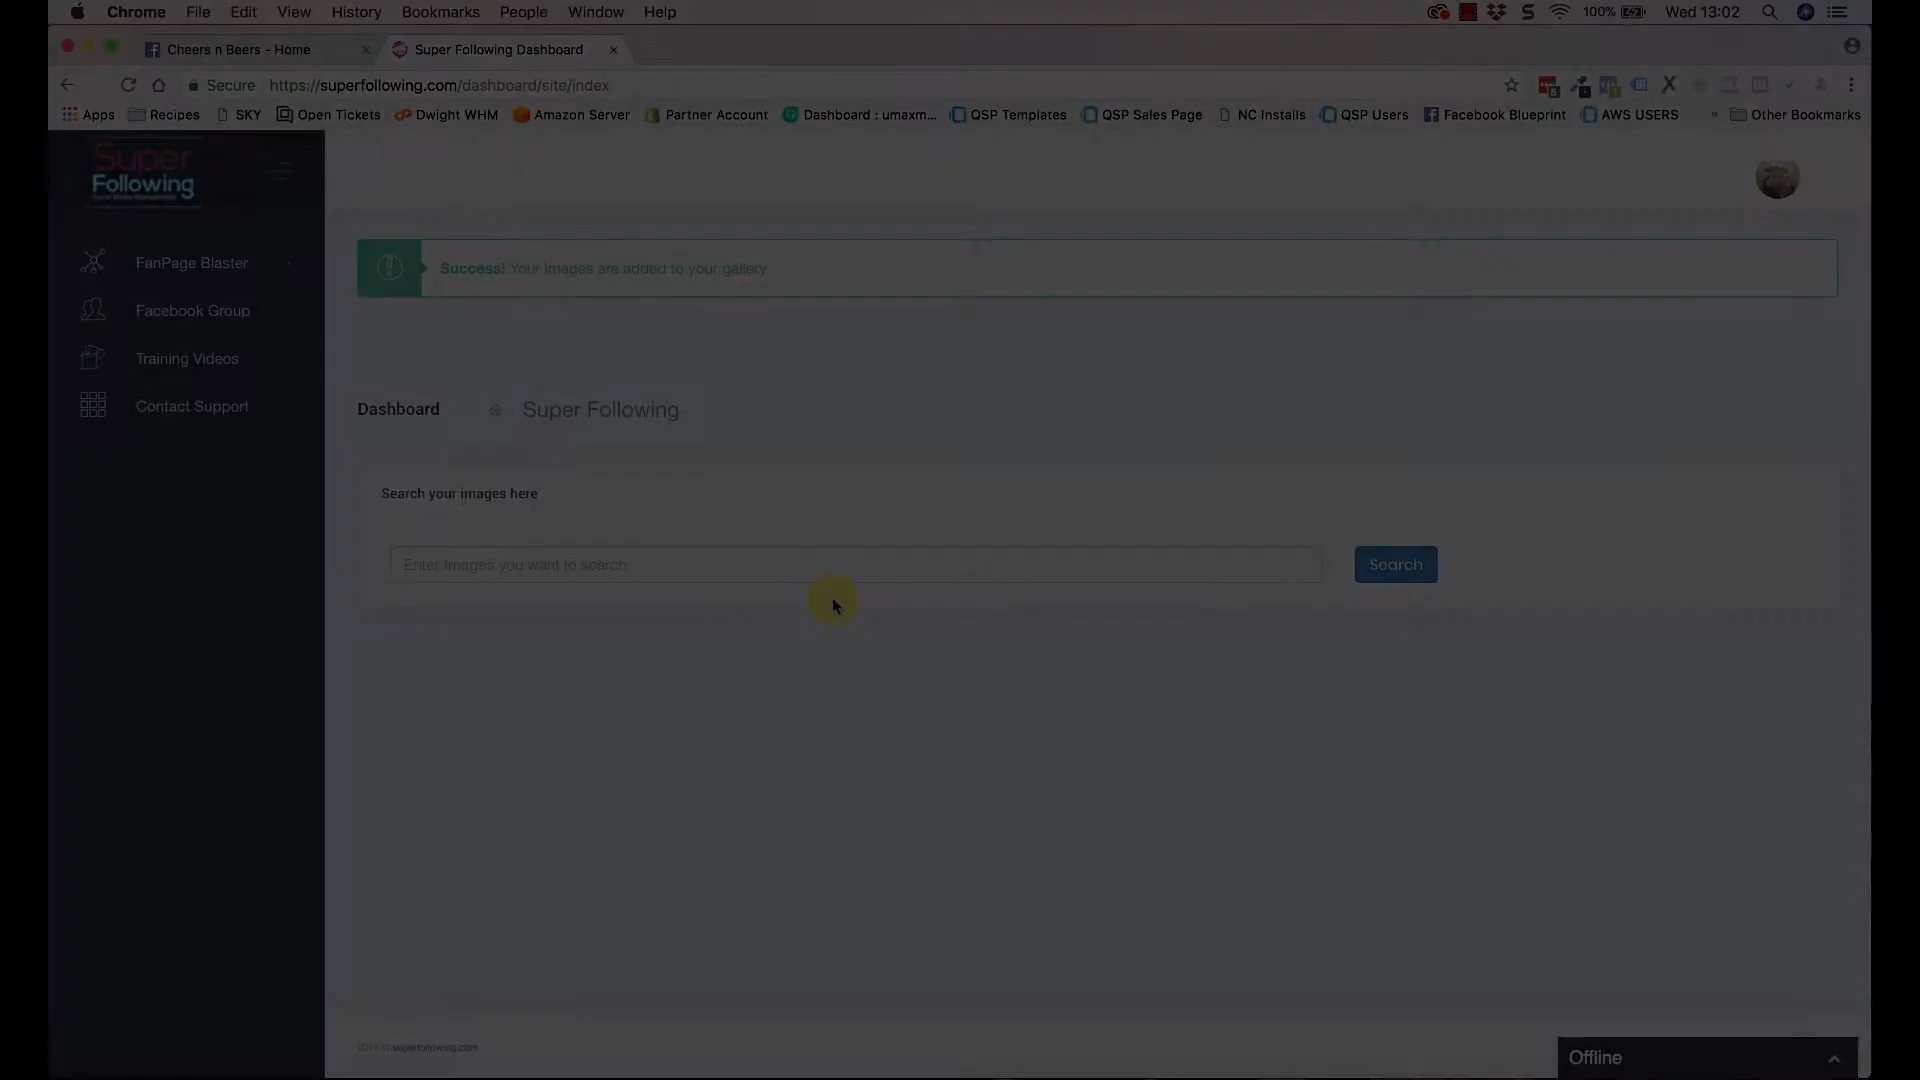 Chrome File Edit View History Bookmarks People Window Help 100% Wed 13:02
Cheers n Beers - Home Super Following Dashboard
Secure https://superfollowing.com/dashboard/site/index
Apps Recipes SKY Open Tickets Dwight WHM Amazon Server Partner Account Dashboard : umaxm... QSP Templates QSP Sales Page NC Installs QSP Users Facebook Blueprint AWS USERS » Other Bookmarks
Super
Following
FanPage Blaster
Facebook Group
Training Videos
Contact Support
Success! Your images are added to your gallery
Dashboard Super Following
Search your images here
Enter Images you want to search
Search
superfollowing.com
Offline